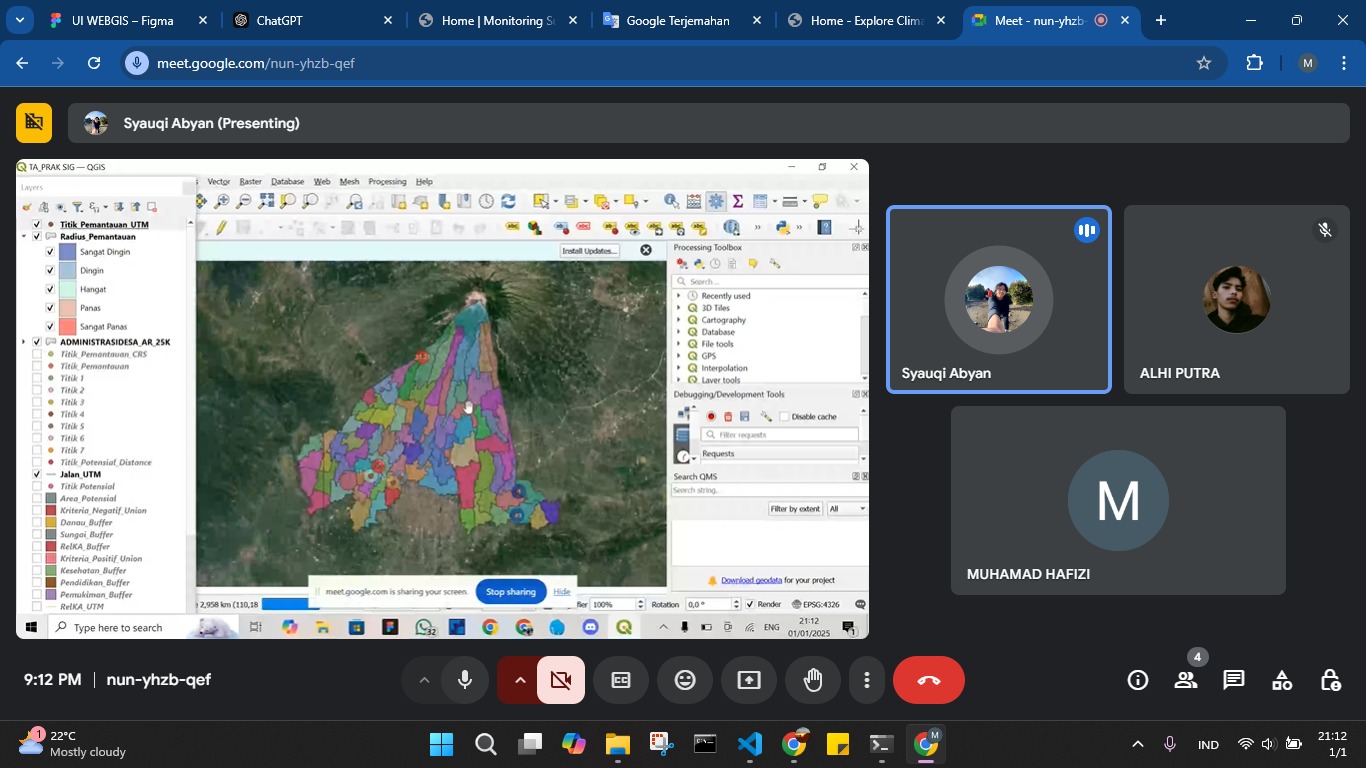 UI WEBGIS – Figma
ChatGPT
Home | Monitoring S
Google Terjemahan
Home - Explore Clima
Meet - nun-yhzb-
meet.google.com/nun-yhzb-qef
M
Syauqi Abyan (Presenting)
TA_PRAK SIG — QGIS
Layers
Vector Raster Database Web Mesh Processing Help
Titik_Pemantauan_UTM
Radius_Pemantauan
Sangat Dingin
Dingin
Hangat
Panas
Sangat Panas
ADMINISTRASIDESA_AR_25K
Titik_Pemantauan_CRS
Titik_Pemantauan
Titik 1
Titik 2
Titik 3
Titik 4
Titik 5
Titik 6
Titik 7
Titik_Potensial_Distance
Jalan_UTM
Titik Potensial
Area_Potensial
Kriteria_Negatif_Union
Danau_Buffer
Sungai_Buffer
RelKA_Buffer
Kriteria_Positif_Union
Kesehatan_Buffer
Pendidikan_Buffer
Pemukiman_Buffer
RelKA_UTM
Install Updates...
Processing Toolbox
Search...
Recently used
3D Tiles
Cartography
Database
File tools
GPS
Interpolation
Layer tools
Debugging/Development Tools
Disable cache
Filter requests
Requests
Search QMS
Search string...
Filter by extent All
Download geodata for your project
meet.google.com is sharing your screen. Stop sharing Hide
2,958 km (110,18
100% Rotation 0,0 ° Render EPSG:4326
Type here to search
32
ENG
21:12
01/01/2025
1
Syauqi Abyan
ALHI PUTRA
M
MUHAMAD HAFIZI
9:12 PM | nun-yhzb-qef
4
1
22°C
Mostly cloudy
M
IND
21:12
1/1